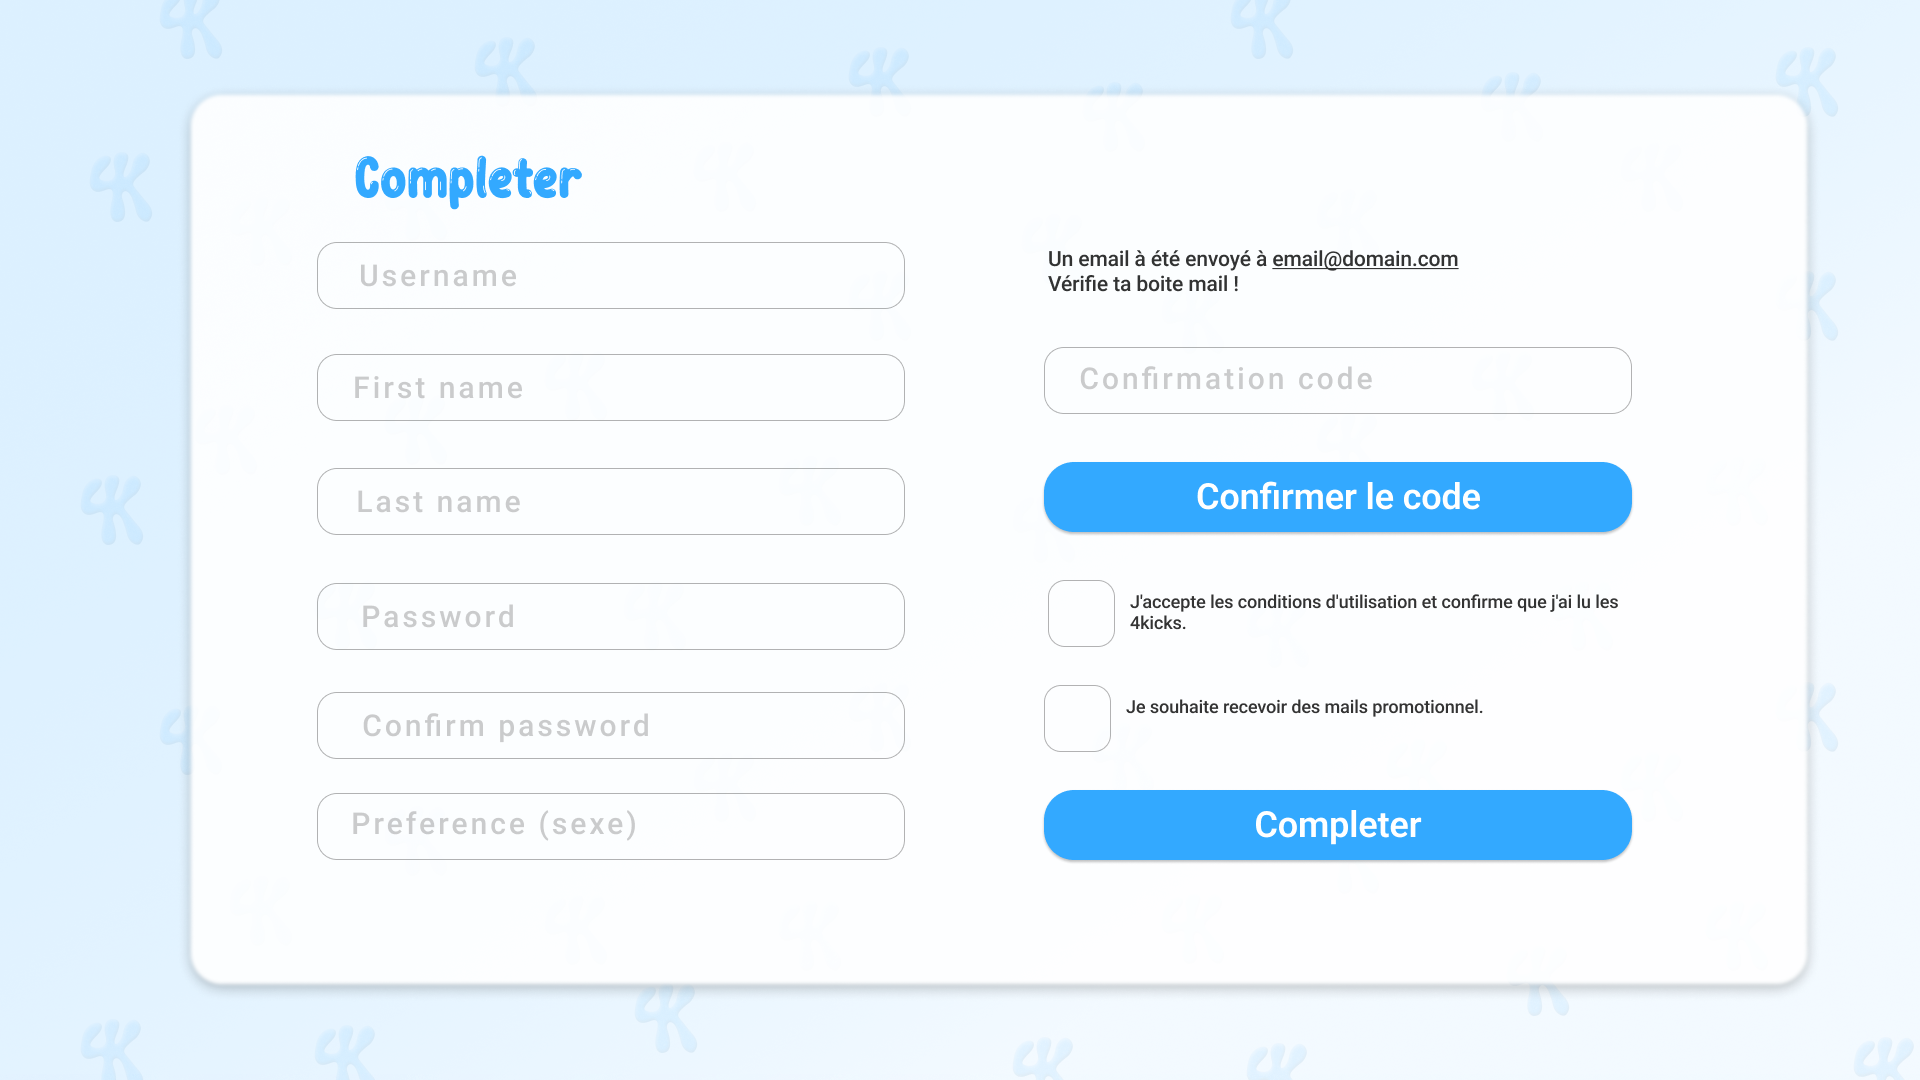 Completer
Username
First name
Last name
Password
Confirm password
Preference (sexe)
Un email à été envoyé à email@domain.com
Vérifie ta boite mail !
Confirmation code
Confirmer le code
J'accepte les conditions d'utilisation et confirme que j'ai lu les
4kicks.
Je souhaite recevoir des mails promotionnel.
Completer